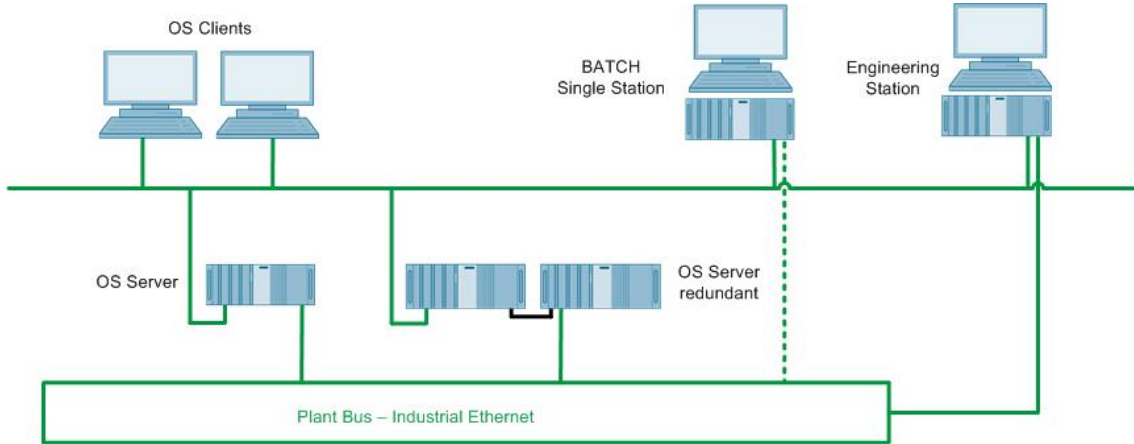 OS Clients
BATCH
Single Station
Engineering
Station
OS Server
OS Server
redundant
Plant Bus – Industrial Ethernet